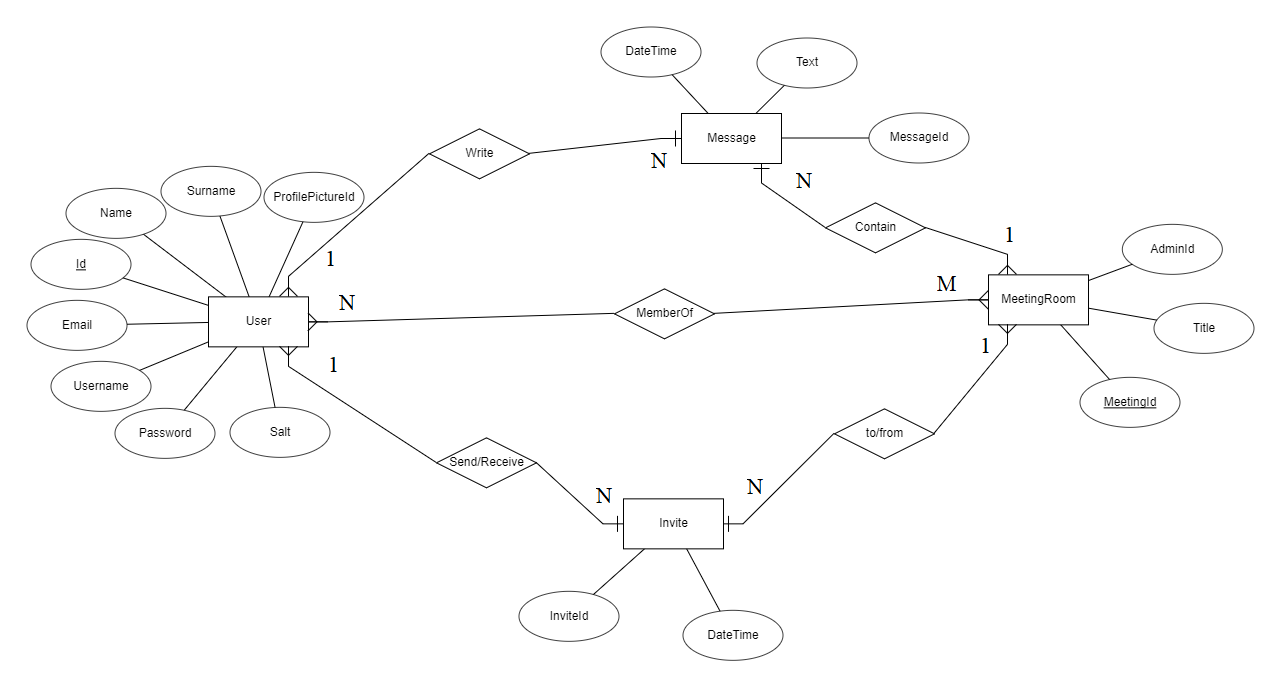 DateTime
Text
Message
MessageId
Write
N
N
Surname
ProfilePictureId
Name
Contain
1
AdminId
Id
1
M
MeetingRoom
N
MemberOf
User
Email
Title
1
1
Username
MeetingId
Password
Salt
to/from
Send/Receive
N
N
Invite
InviteId
DateTime